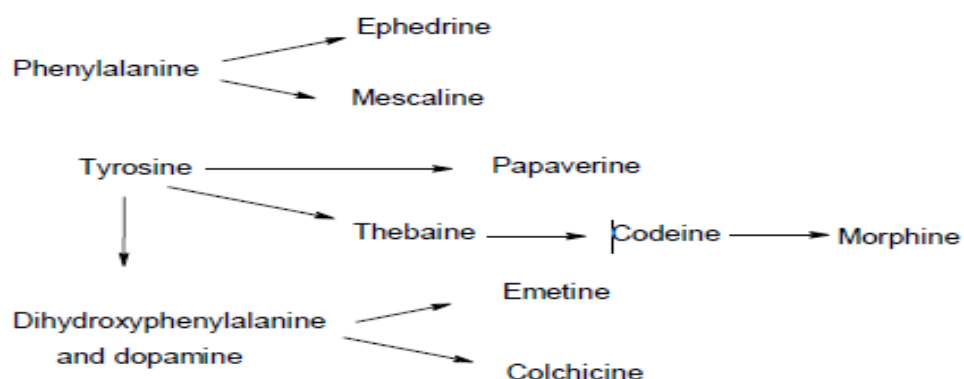 Ephedrine
Phenylalanine
Mescaline
Tyrosine Papaverine
Thebaine Codeine Morphine
Emetine
Dihydroxyphenylalanine
and dopamine
Colchicine